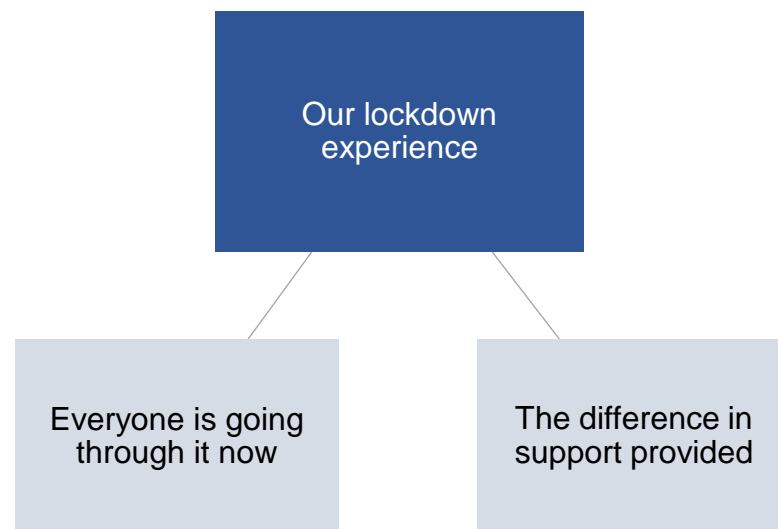 Our lockdown
experience
Everyone is going
through it now
The difference in
support provided